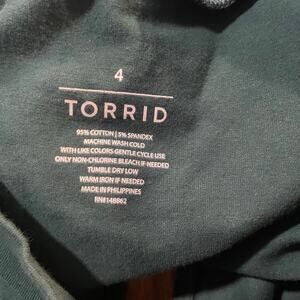 4
TORRID
95% COTTON | 5% SPANDEX
MACHINE WASH COLD
WITH LIKE COLORS GENTLE CYCLE USE
ONLY NON-CHLORINE BLEACH IF NEEDED
TUMBLE DRY LOW
WARM IRON IF NEEDED
MADE IN PHILIPPINES
RN#148862